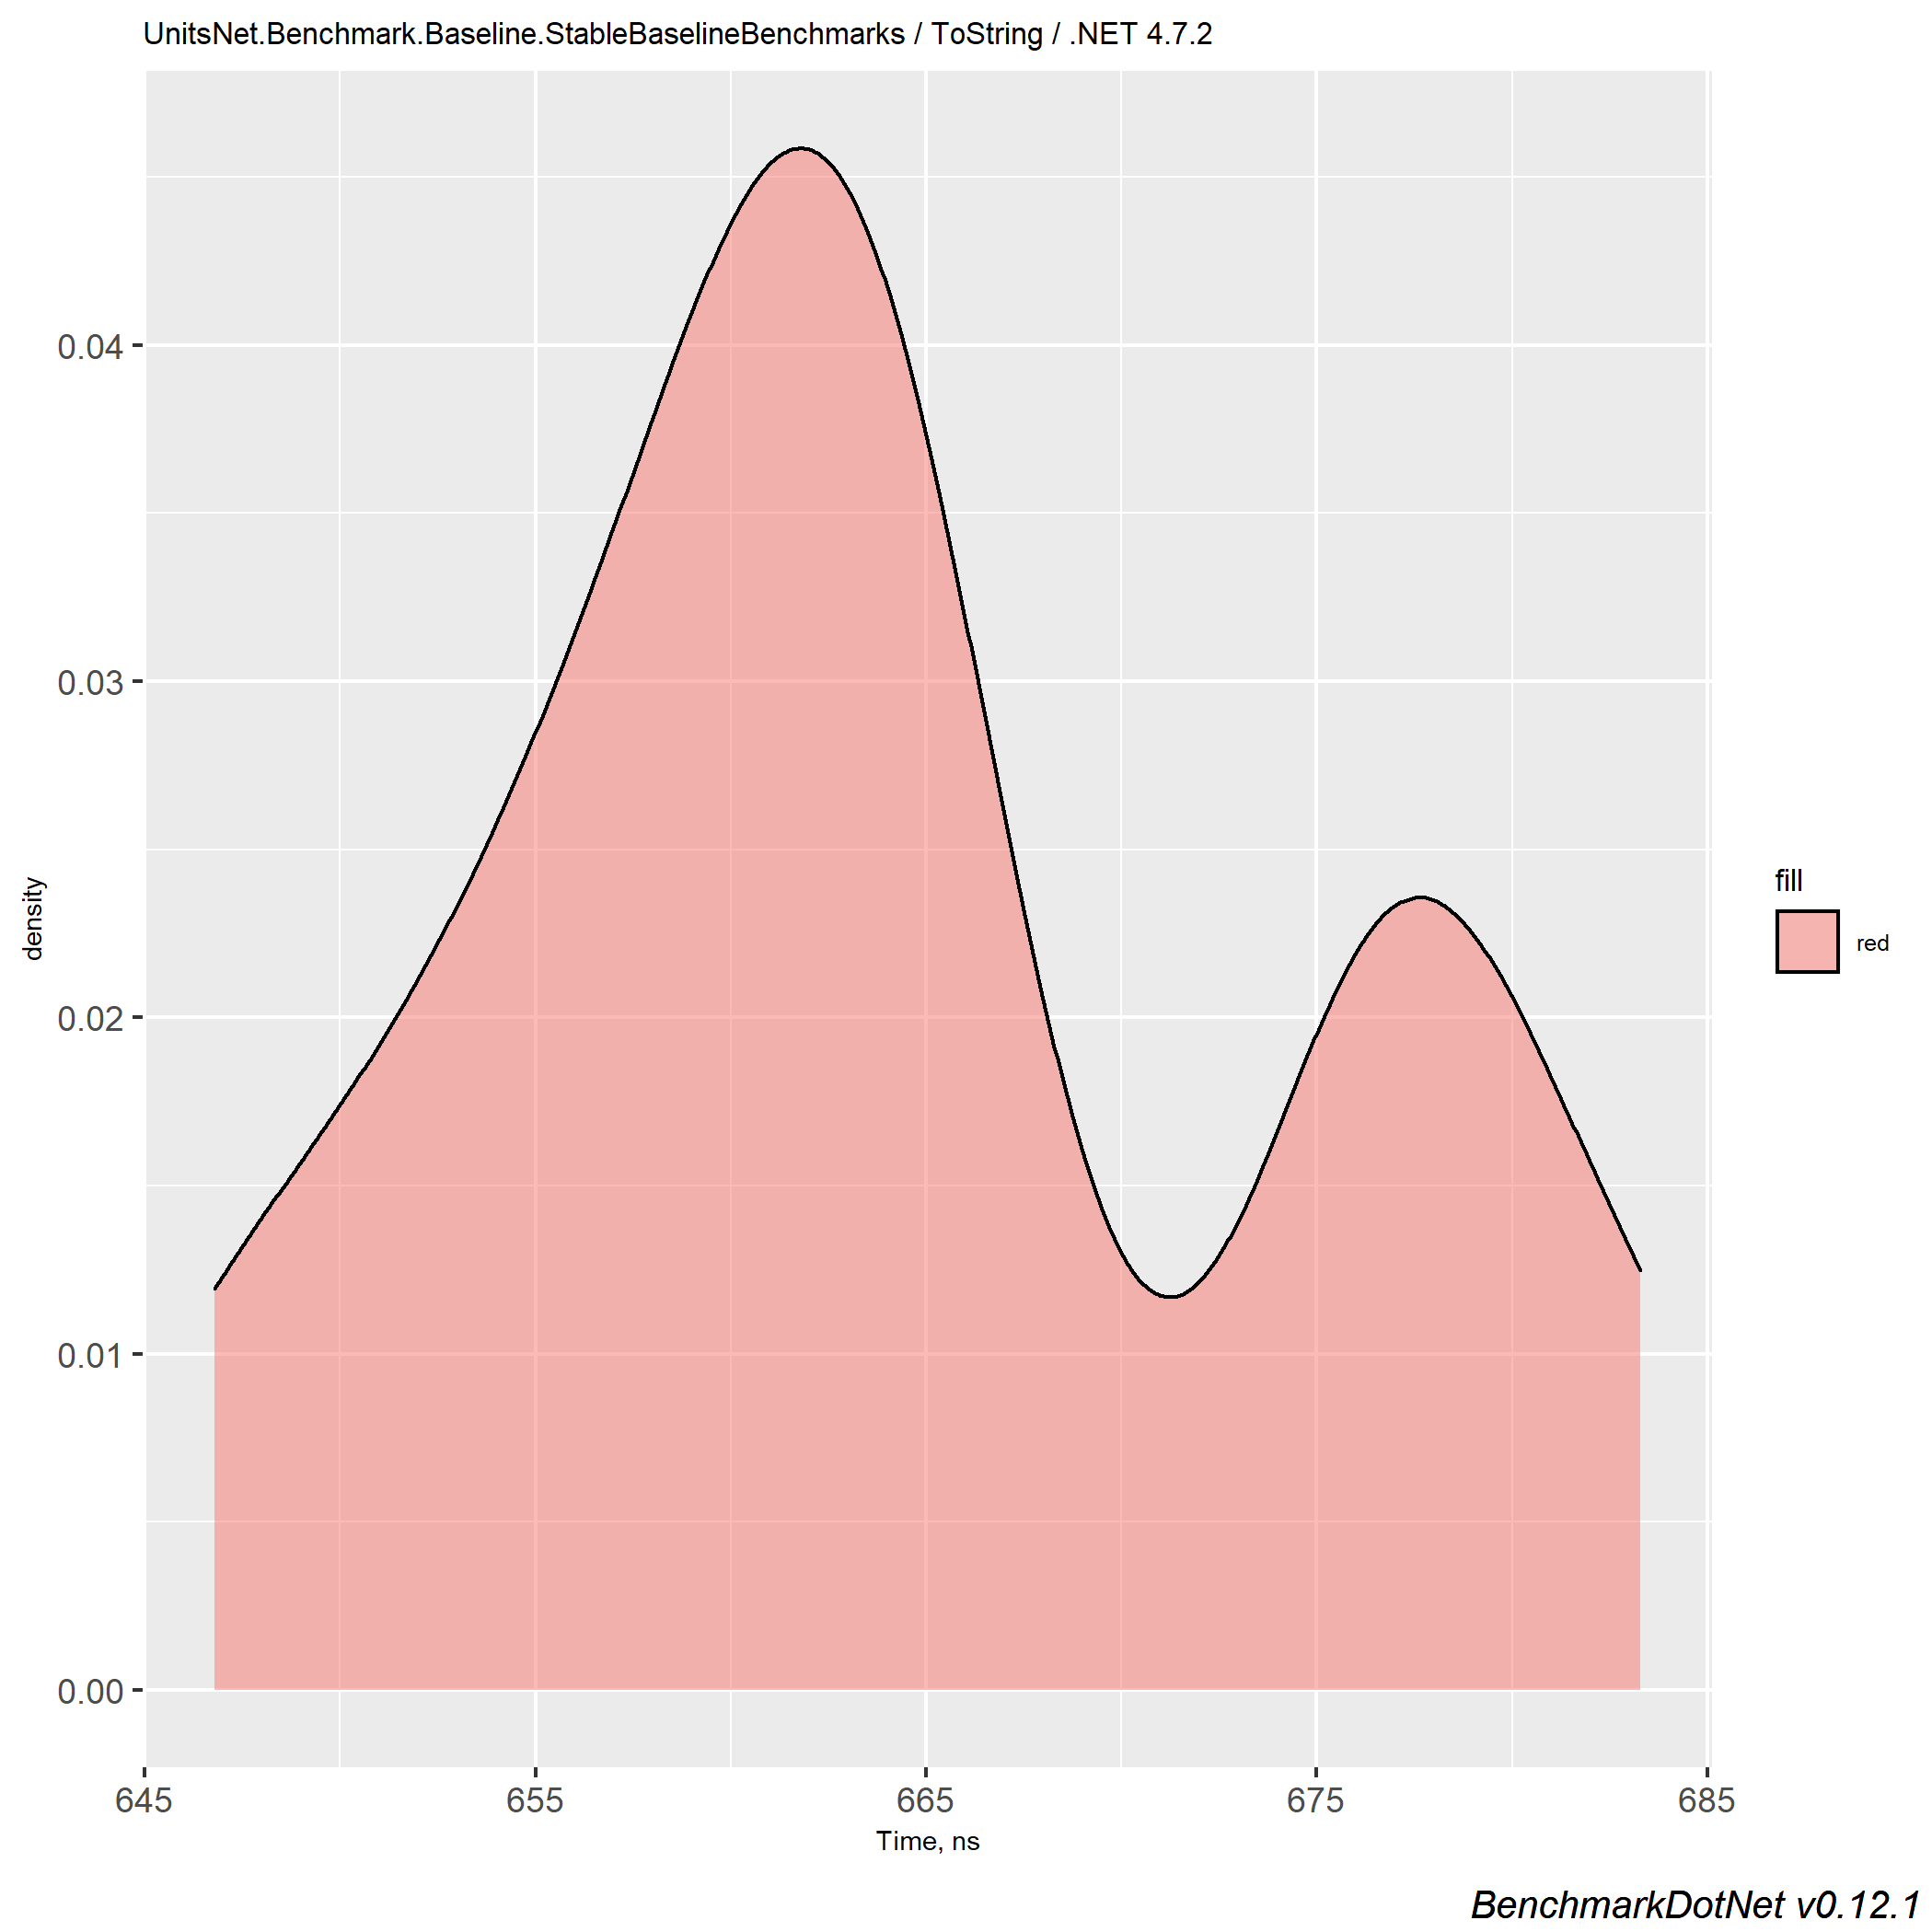 UnitsNet.Benchmark.Baseline.StableBaselineBenchmarks / ToString / .NET 4.7.2
density
0.04
0.03
0.02
0.01
0.00
645 655 665 675 685
Time, ns
fill
red
BenchmarkDotNet v0.12.1